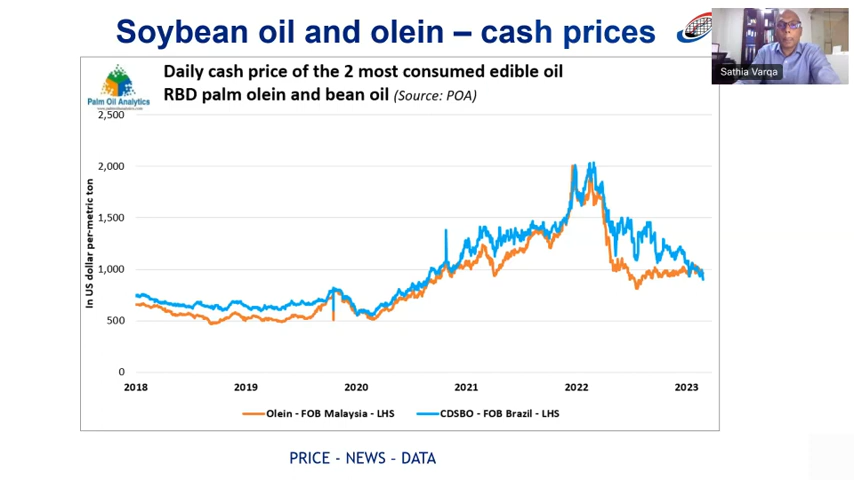 Soybean oil and olein – cash prices
Sathia Varqa
Palm Oil Analytics
Daily cash price of the 2 most consumed edible oil
RBD palm olein and bean oil (Source: POA)
In US dollar per-metric ton
2,500
2,000
1,500
1,000
500
0
2018 2019 2020 2021 2022 2023
Olein - FOB Malaysia - LHS CDSBO - FOB Brazil - LHS
PRICE - NEWS - DATA